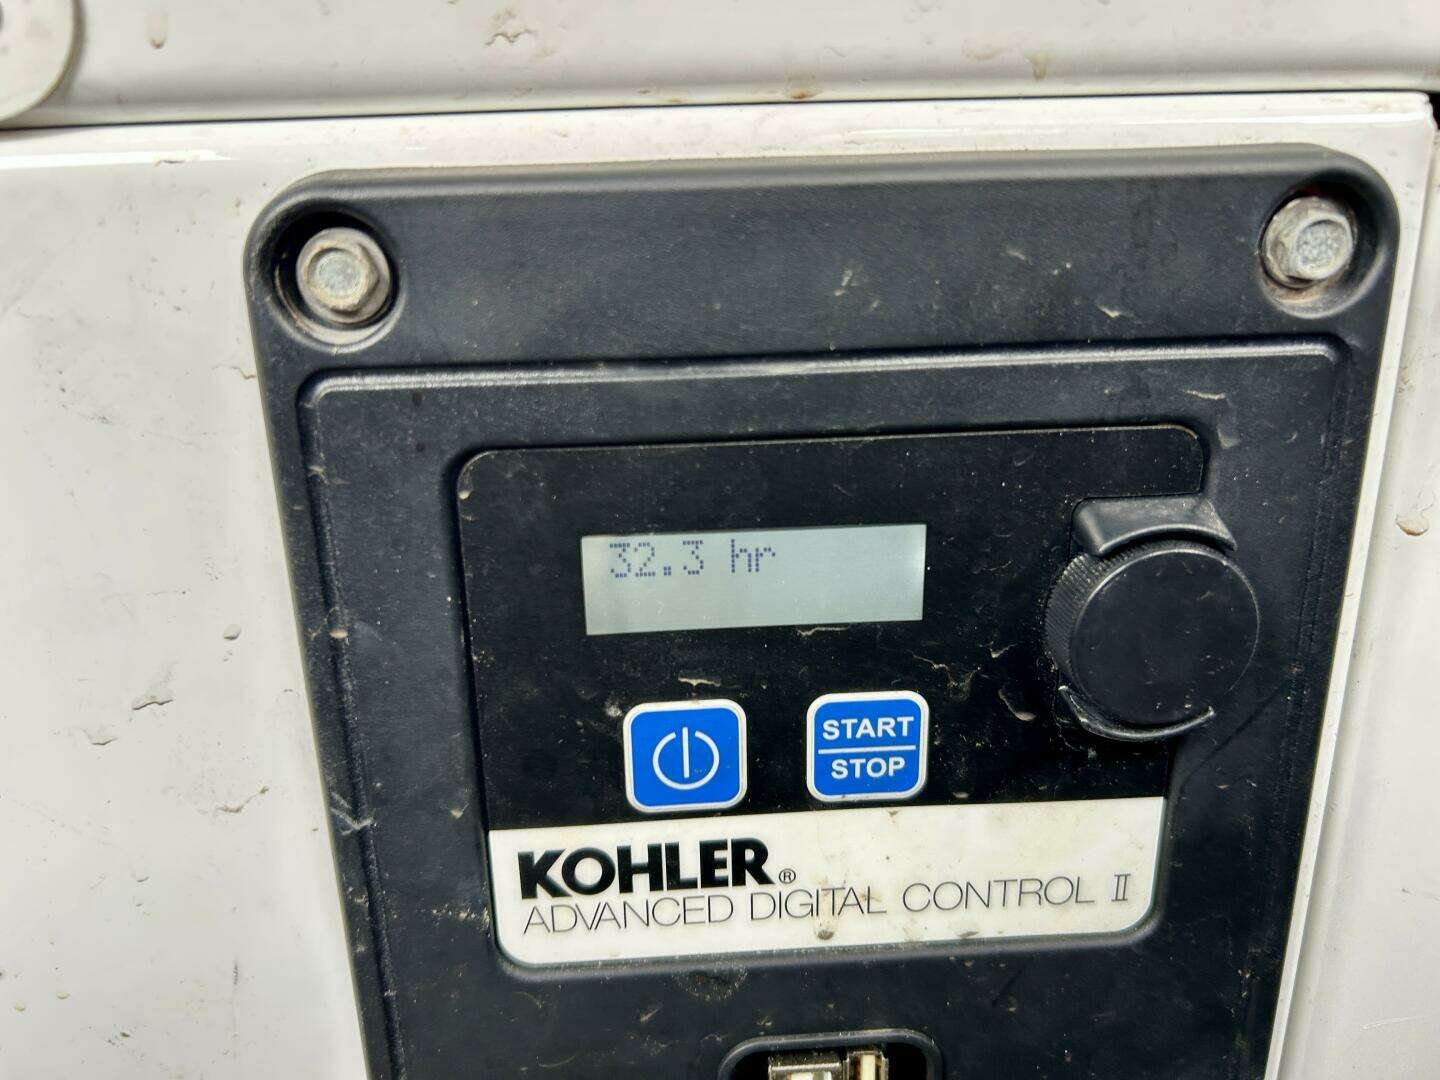 32.3 hr
START
STOP
KOHLER®
ADVANCED DIGITAL CONTROL II